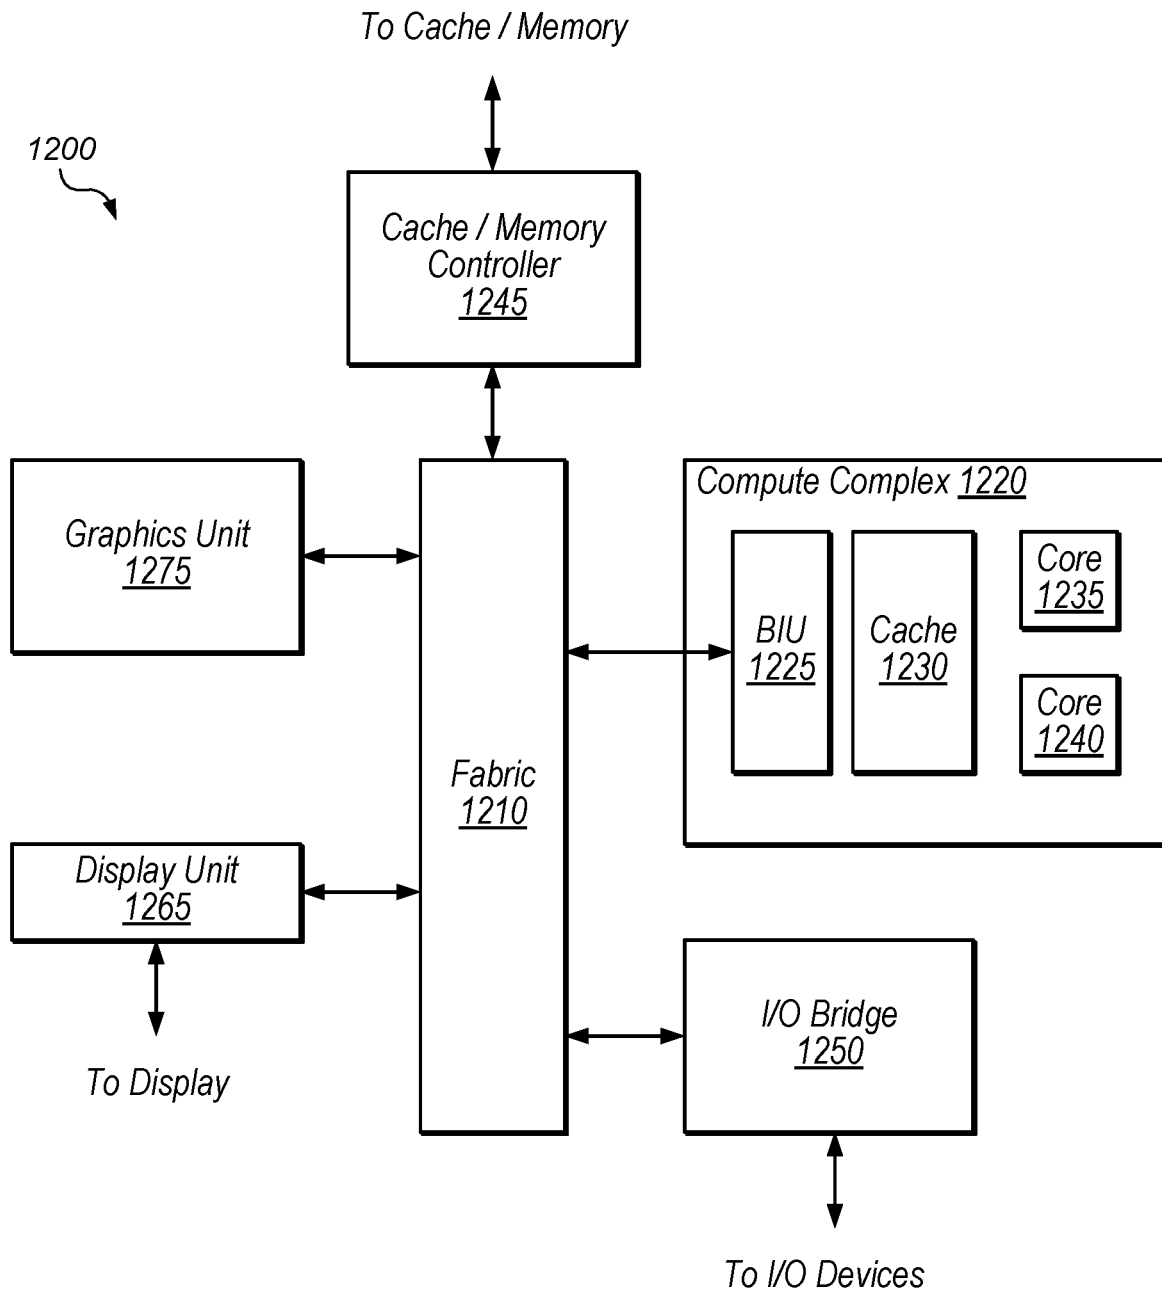 To Cache / Memory
1200
Cache / Memory
Controller
1245
Graphics Unit
1275
Compute Complex 1220
BIU
1225
Cache
1230
Core
1235
Core
1240
Fabric
1210
Display Unit
1265
To Display
I/O Bridge
1250
To I/O Devices